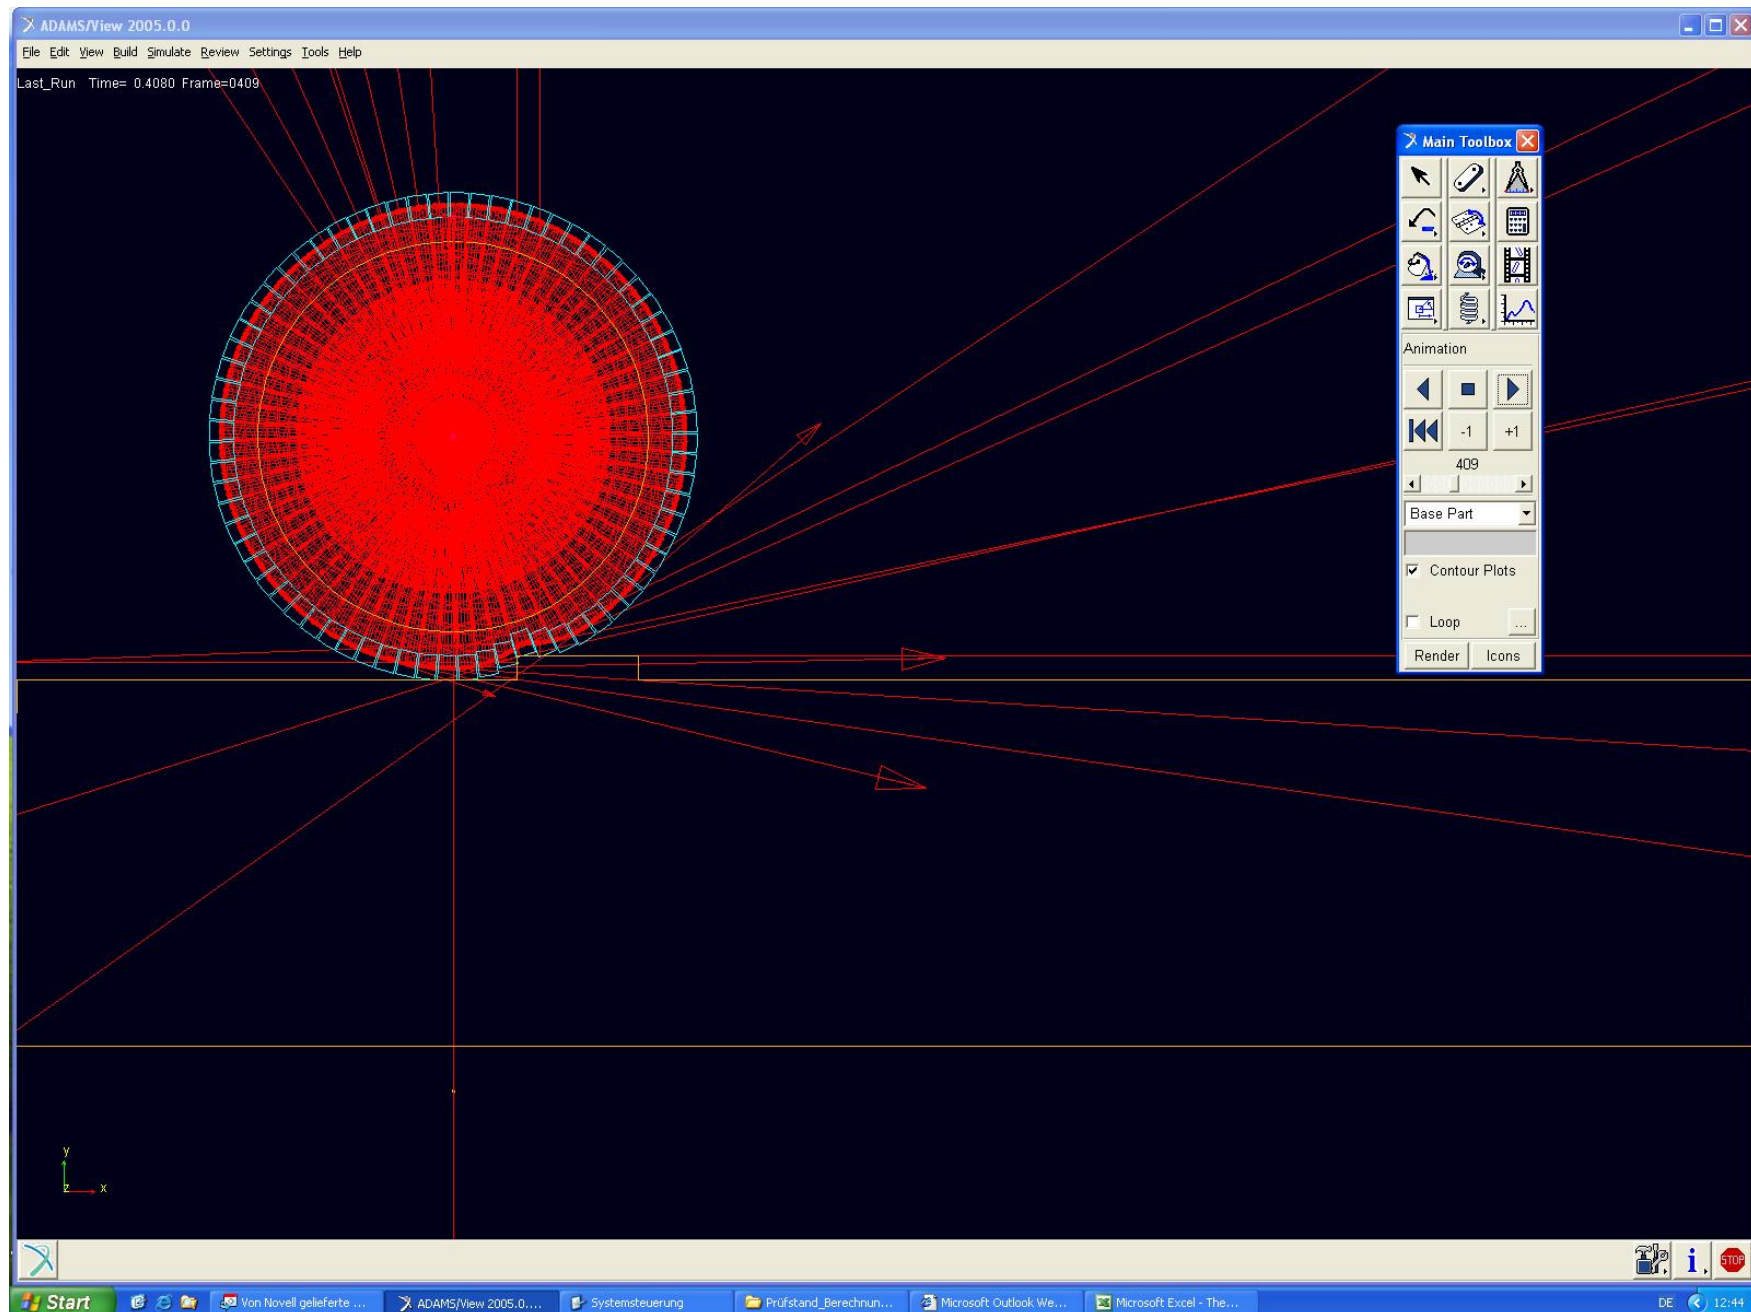 ADAMS/View 2005.0.0
File Edit View Build Simulate Review Settings Tools Help
Last_Run Time= 0.4080 Frame=0409
Main Toolbox
Animation
-1 +1
409
Base Part
Contour Plots
Loop ...
Render Icons
y
z x
i
STOP
Start Von Novell gelieferte ... ADAMS/View 2005.0.... Systemsteuerung Prüfstand_Berechnun... Microsoft Outlook We... Microsoft Excel - The... DE 12:44